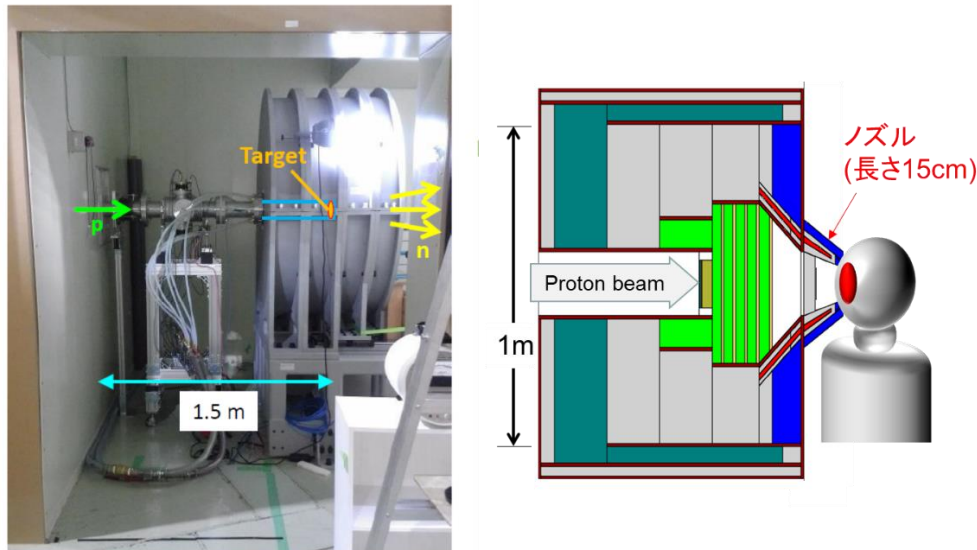 Target
p
n
1.5 m
Proton beam
1m
ノズル
(長さ15cm)